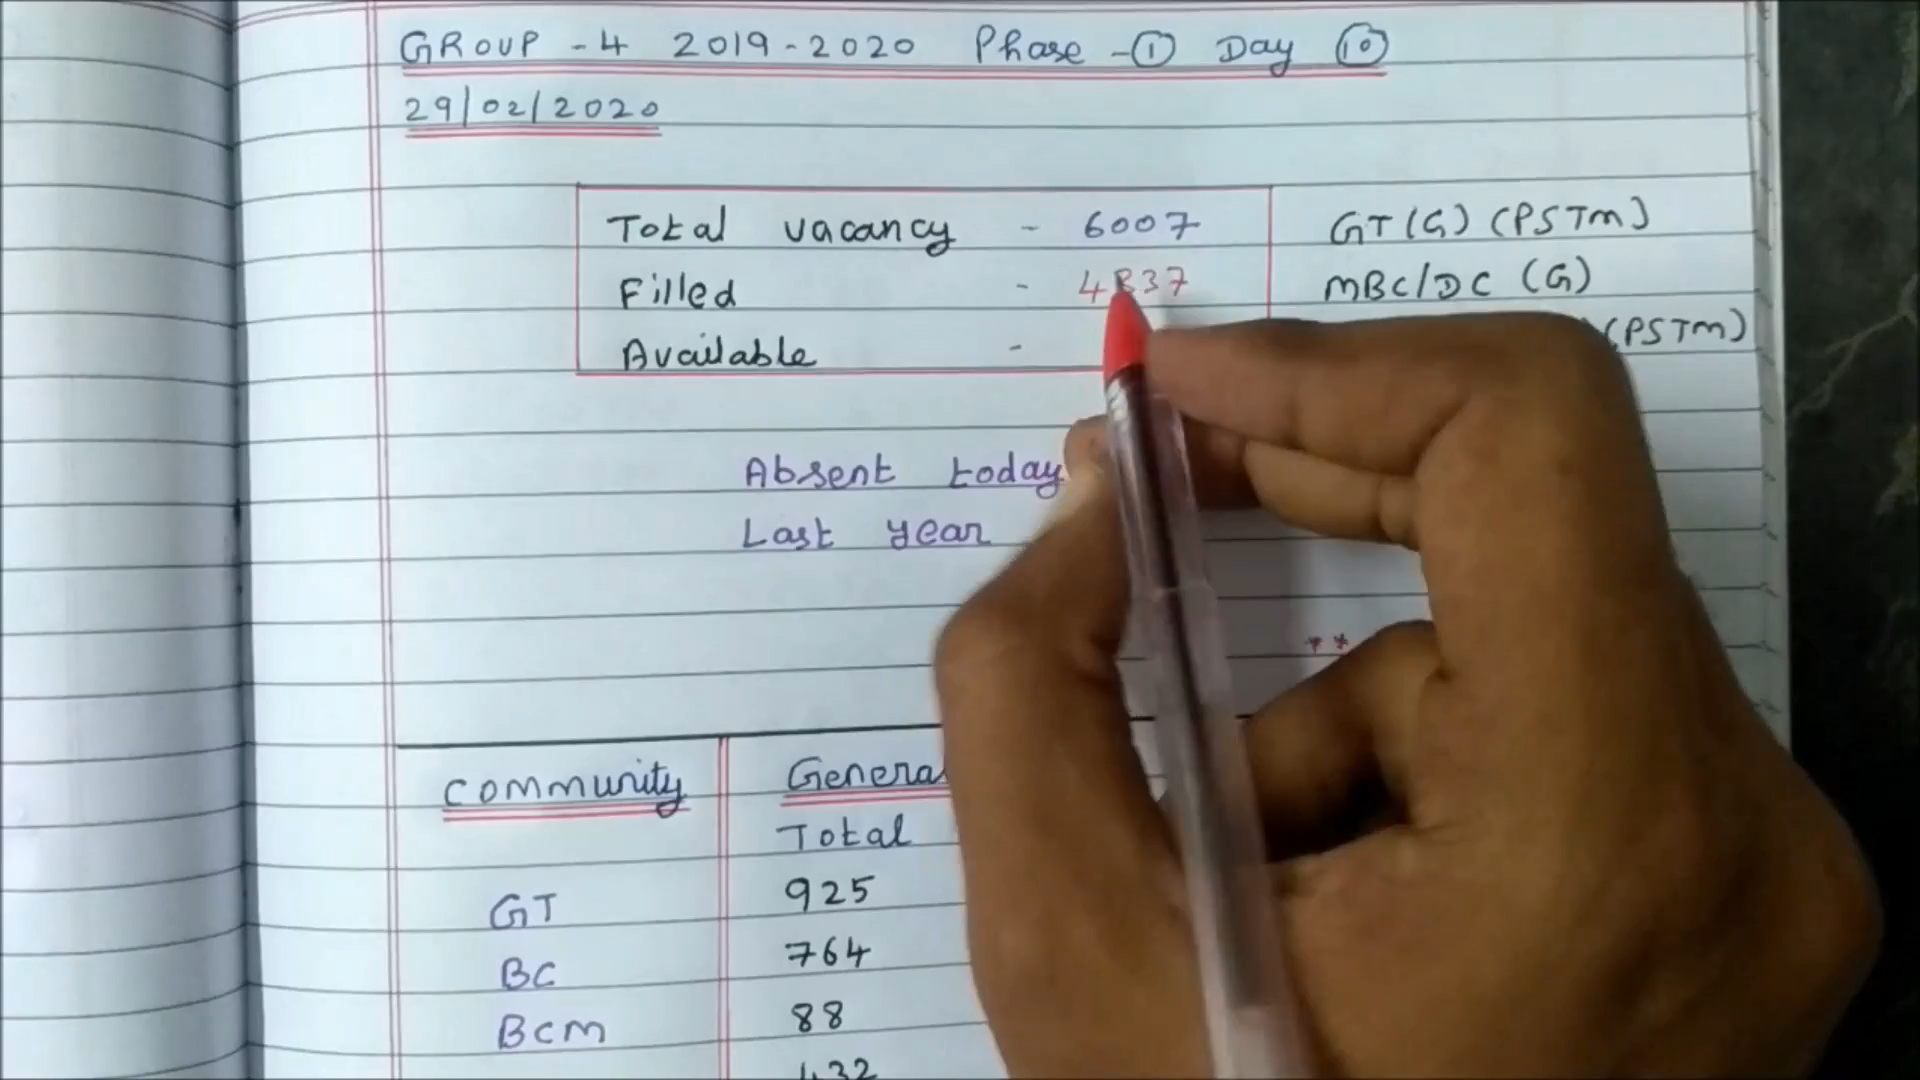 GROUP - 4 2019-2020 Phase - ① Day ⑩
29/02/2020
Total vacancy - 6007
Filled - 4837
Available -
GT(G) (PSTM)
MBC/DC (G)
(PSTM)
Absent today
Last year
**
Community
General
Total
GT 925
BC 764
BCM 88
432